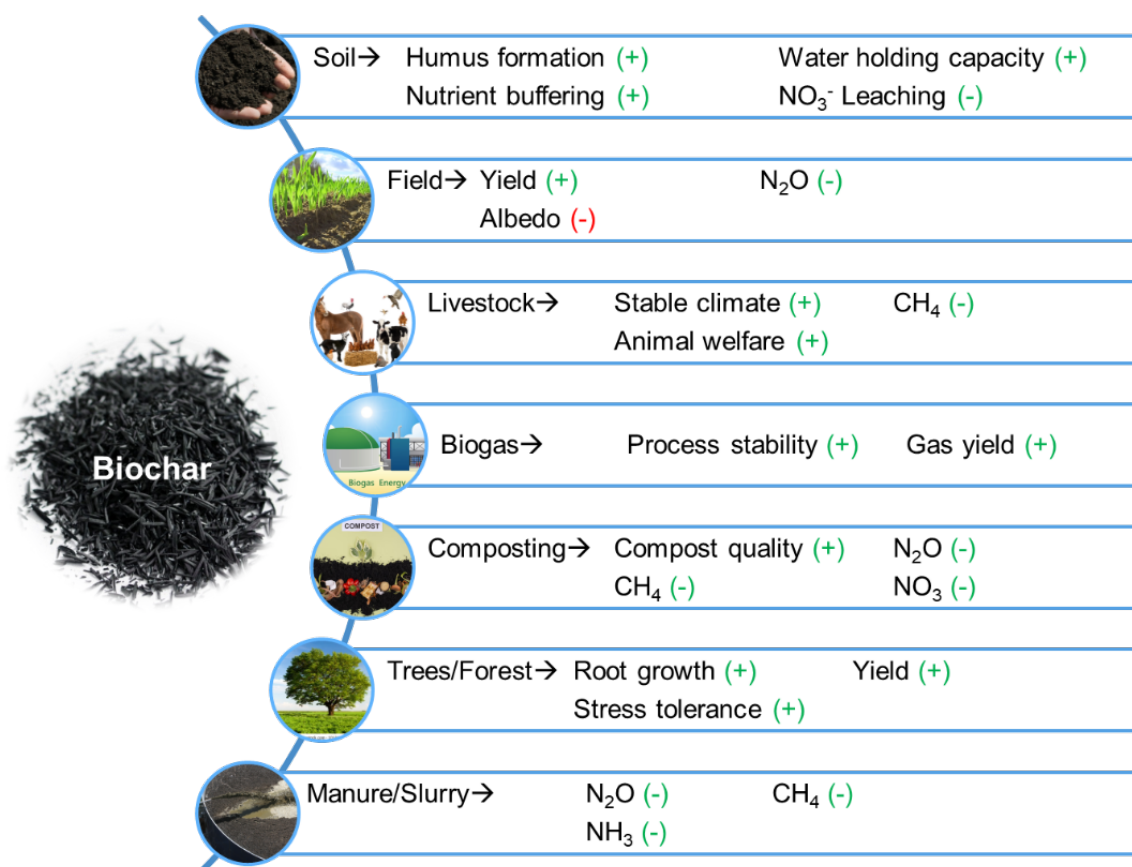 Soil→ Humus formation (+) Water holding capacity (+)
Nutrient buffering (+) NO₃⁻ Leaching (-)
Field→ Yield (+) N₂O (-)
Albedo (-)
Livestock→ Stable climate (+) CH₄ (-)
Animal welfare (+)
Biochar
Biogas→ Process stability (+) Gas yield (+)
Biogas Energy
COMPOST
Composting→ Compost quality (+) N₂O (-)
CH₄ (-) NO₃ (-)
Trees/Forest→ Root growth (+) Yield (+)
Stress tolerance (+)
Manure/Slurry→ N₂O (-) CH₄ (-)
NH₃ (-)